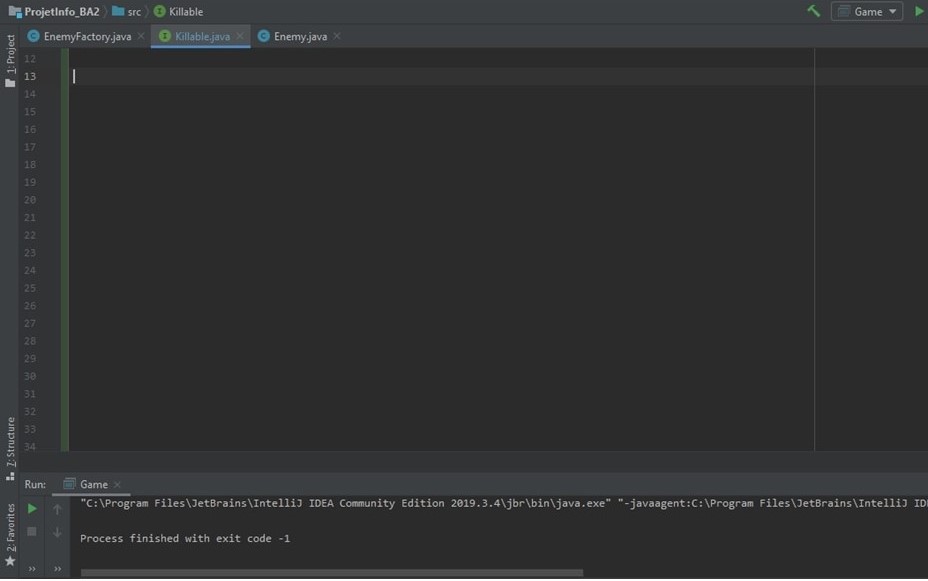 ProjetInfo_BA2 src Killable Game
EnemyFactory.java Killable.java Enemy.java
1: Project
12
13
14
15
16
17
18
19
20
21
22
23
24
25
26
27
28
29
30
31
32
33
34
7: Structure
2: Favorites
Run: Game
"C:\Program Files\JetBrains\IntelliJ IDEA Community Edition 2019.3.4\jbr\bin\java.exe" "-javaagent:C:\Program Files\JetBrains\IntelliJ
Process finished with exit code -1